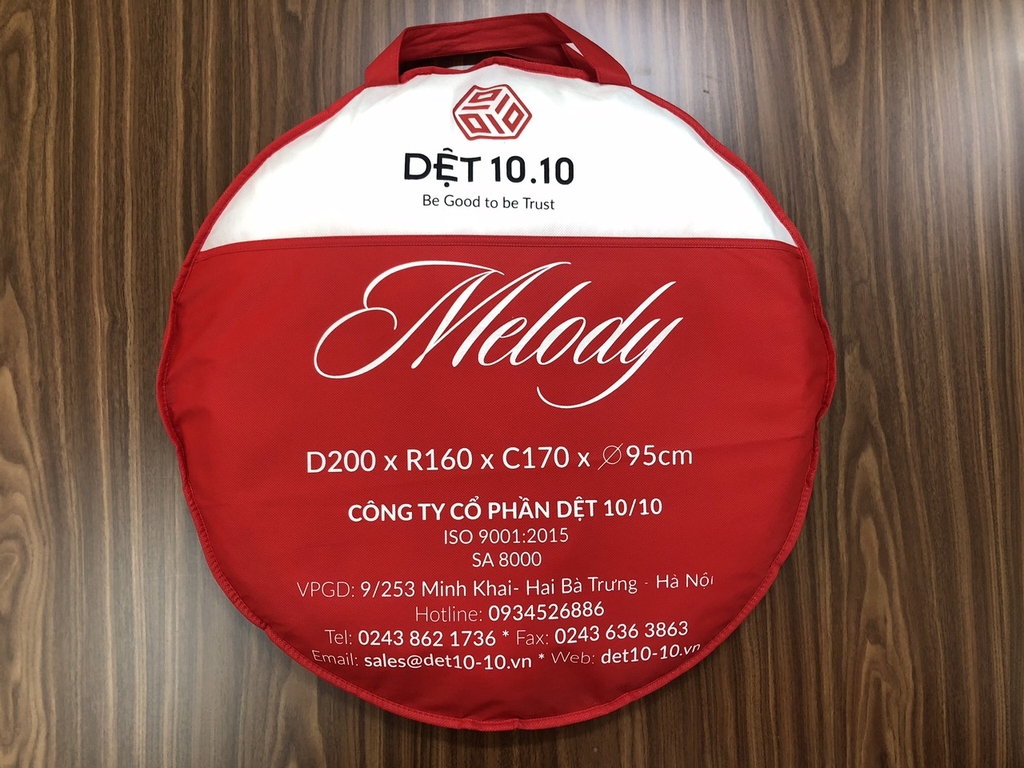 DỆT 10.10
Be Good to be Trust
Melody
D200 x R160 x C170 x ∅95cm
CÔNG TY CỔ PHẦN DỆT 10/10
ISO 9001:2015
SA 8000
VPGD: 9/253 Minh Khai- Hai Bà Trưng - Hà Nội
Hotline: 0934526886
Tel: 0243 862 1736 * Fax: 0243 636 3863
Email: sales@det10-10.vn * Web: det10-10.vn